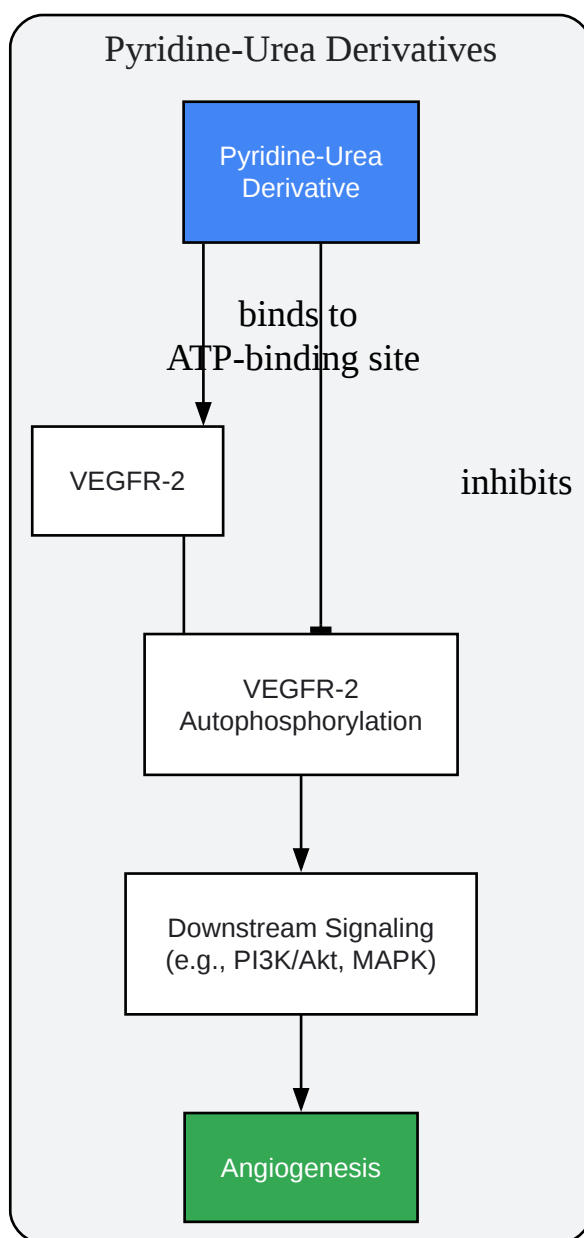 Pyridine-Urea Derivatives
Pyridine-Urea
Derivative
binds to
ATP-binding site
VEGFR-2
inhibits
VEGFR-2
Autophosphorylation
Downstream Signaling
(e.g., PI3K/Akt, MAPK)
Angiogenesis